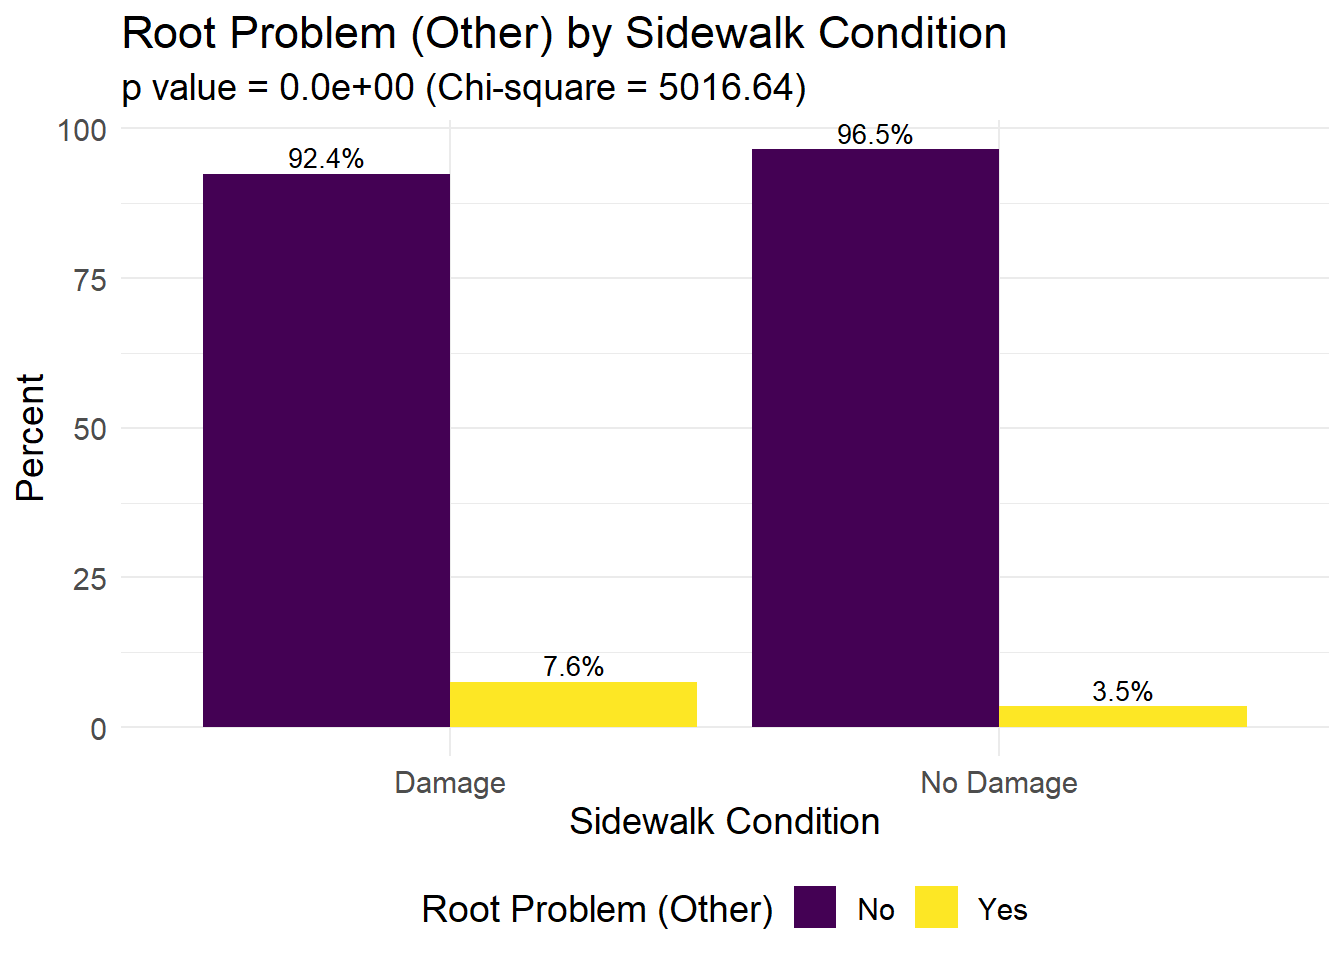 Root Problem (Other) by Sidewalk Condition
p value = 0.0e+00 (Chi-square = 5016.64)
100
75
50
25
0
Percent
92.4%
7.6%
96.5%
3.5%
Damage
No Damage
Sidewalk Condition
Root Problem (Other) No Yes